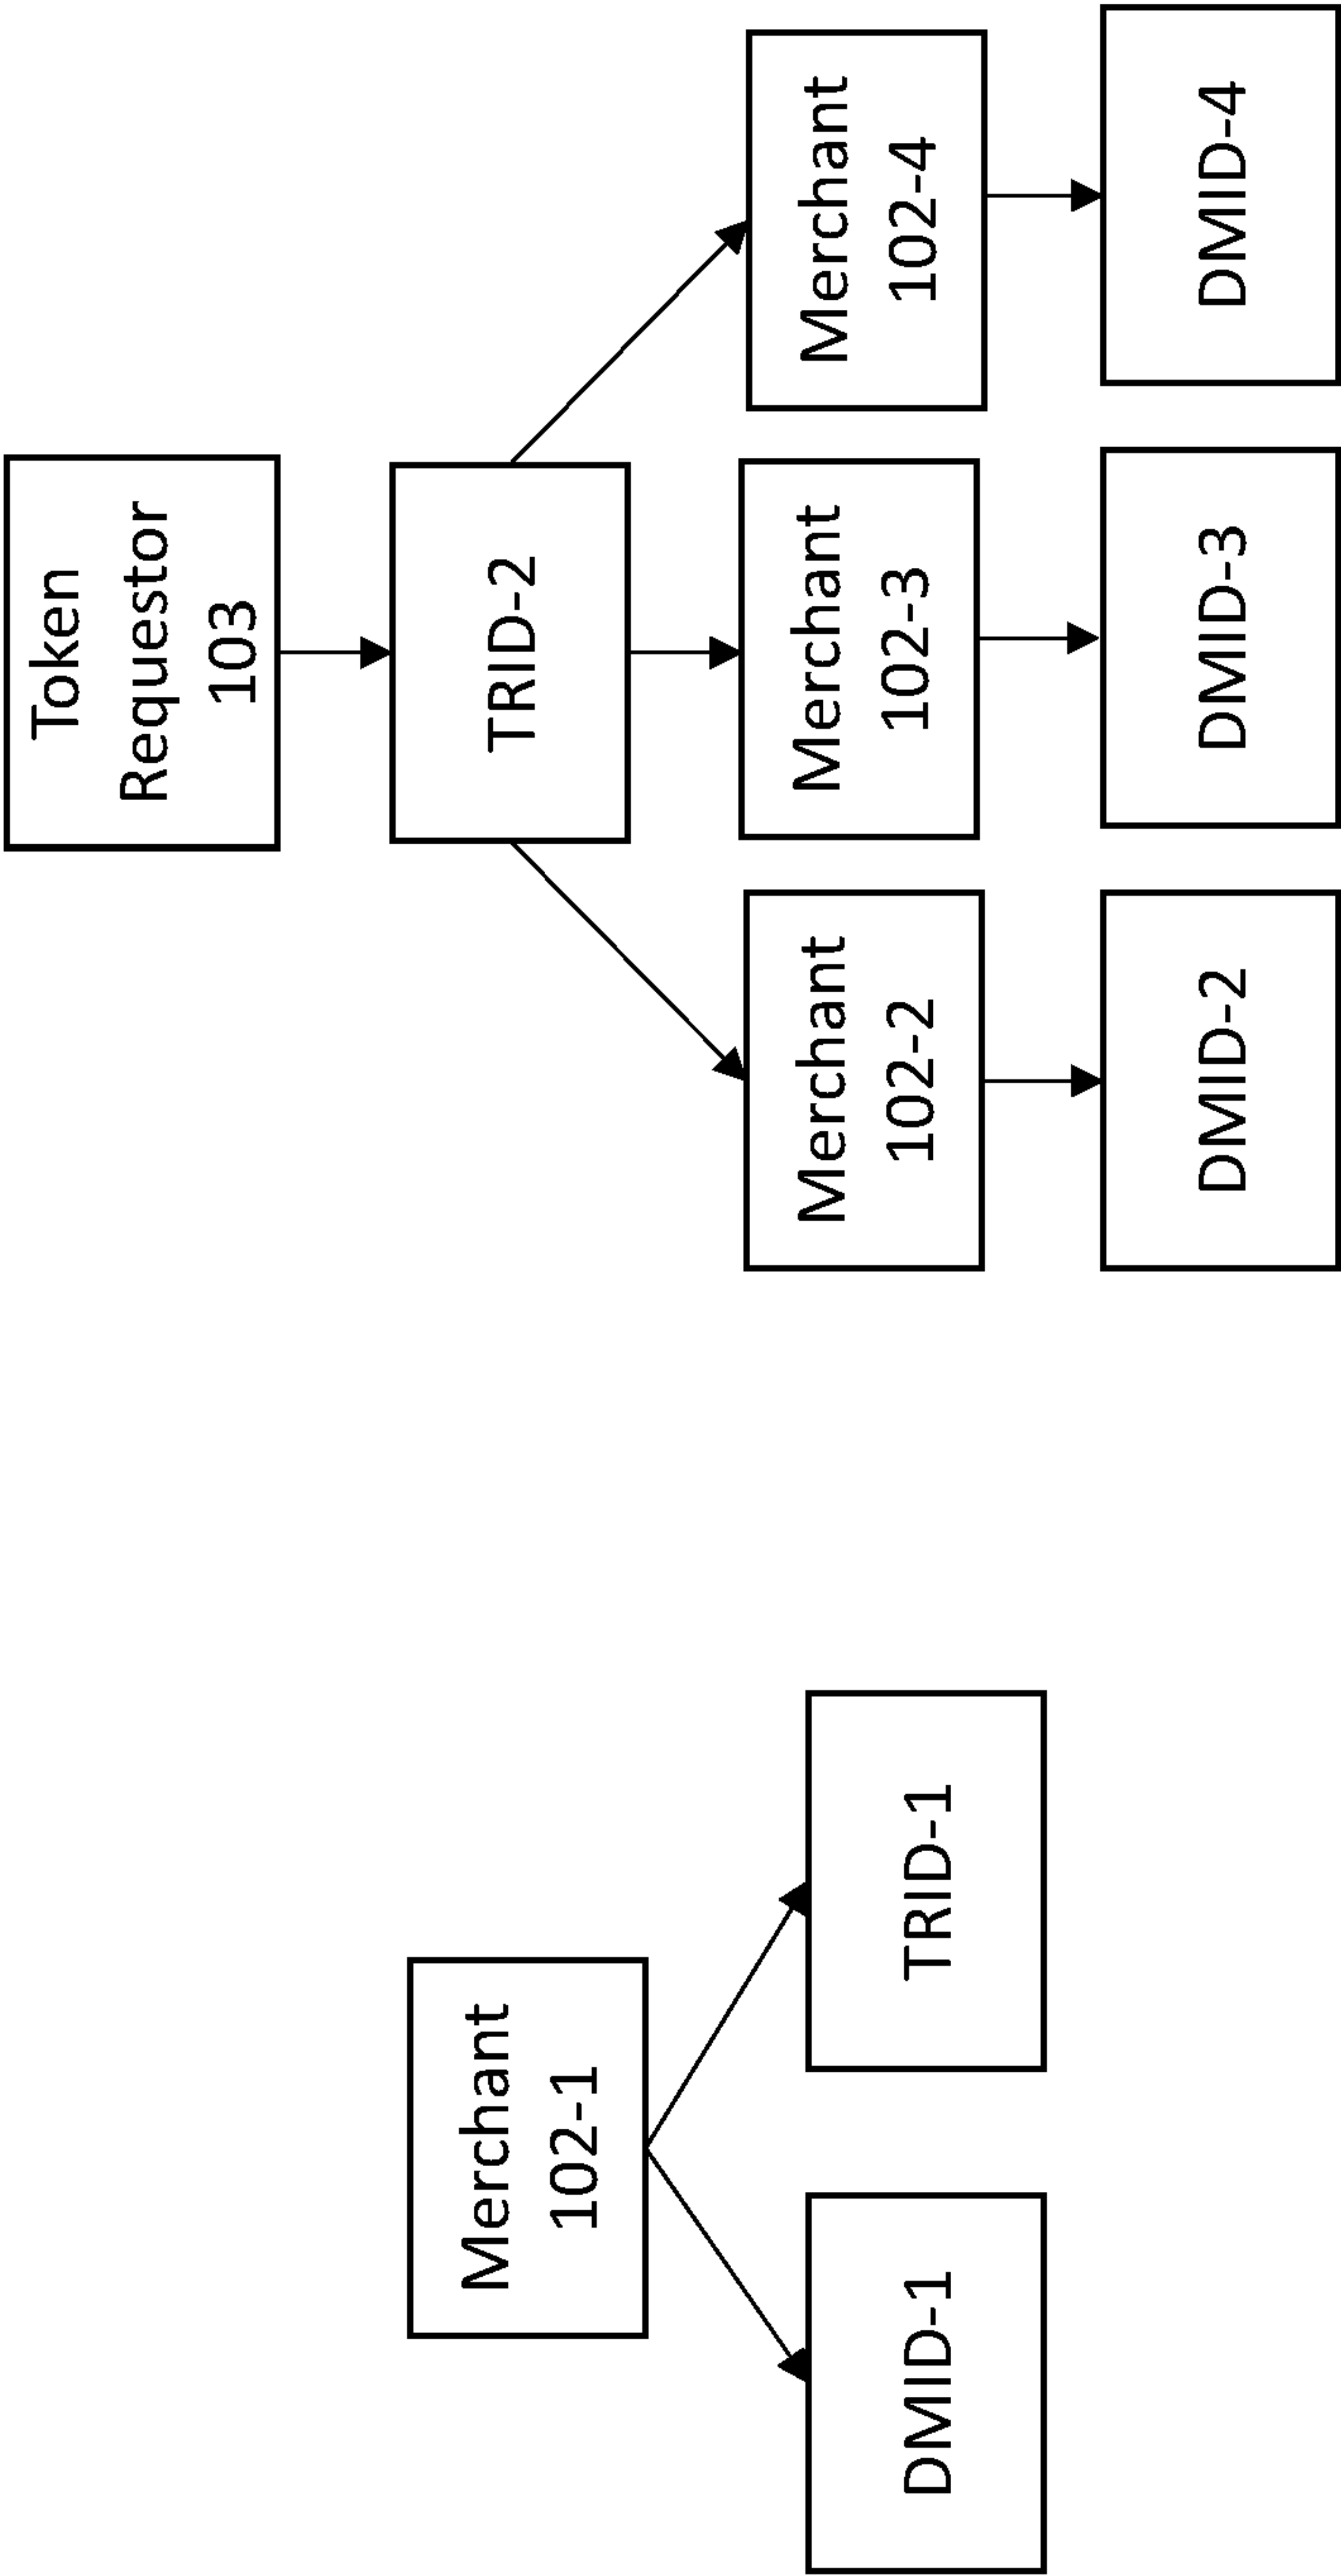 Merchant
102-1
DMID-1
TRID-1
Token
Requestor
103
TRID-2
Merchant
102-2
Merchant
102-3
Merchant
102-4
DMID-2
DMID-3
DMID-4